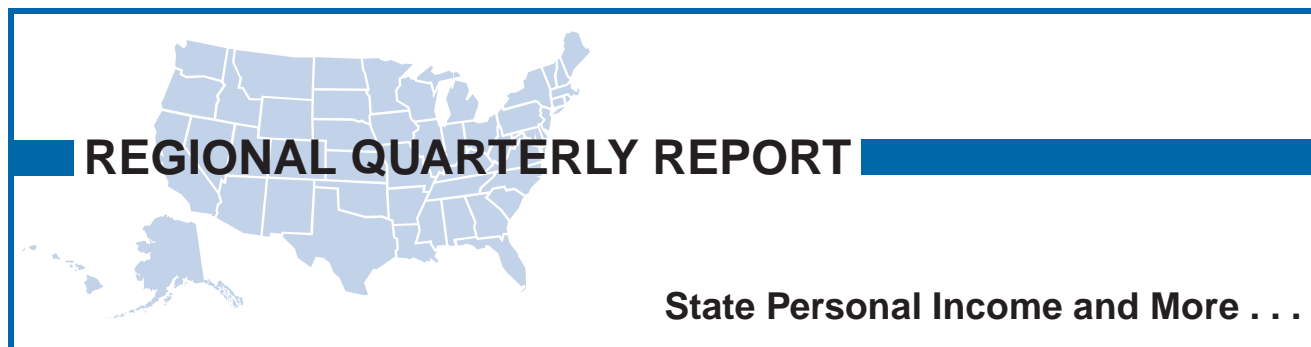 REGIONAL QUARTERLY REPORT
State Personal Income and More . . .